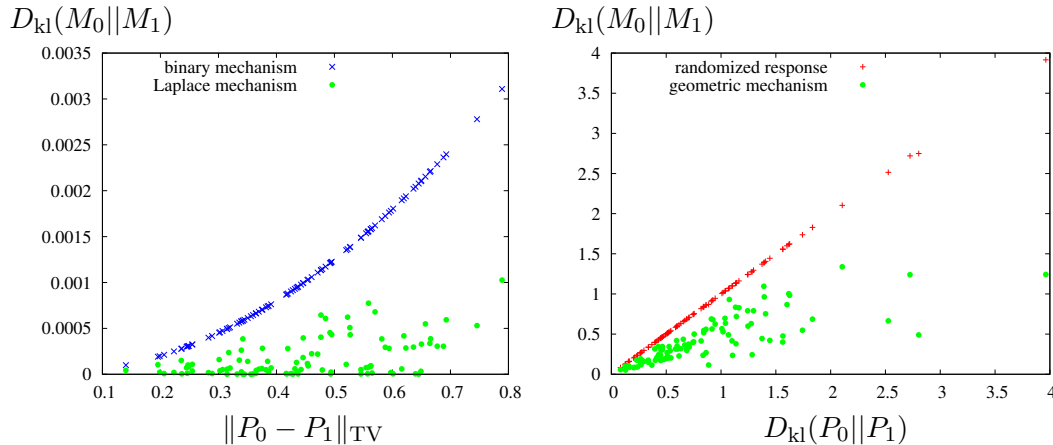 D_kl(M_0||M_1)
0.0035
0.003
0.0025
0.002
0.0015
0.001
0.0005
0
binary mechanism
Laplace mechanism
0.1 0.2 0.3 0.4 0.5 0.6 0.7 0.8
‖P_0 − P_1‖_TV
D_kl(M_0||M_1)
4
3.5
3
2.5
2
1.5
1
0.5
0
randomized response
geometric mechanism
0 0.5 1 1.5 2 2.5 3 3.5 4
D_kl(P_0||P_1)